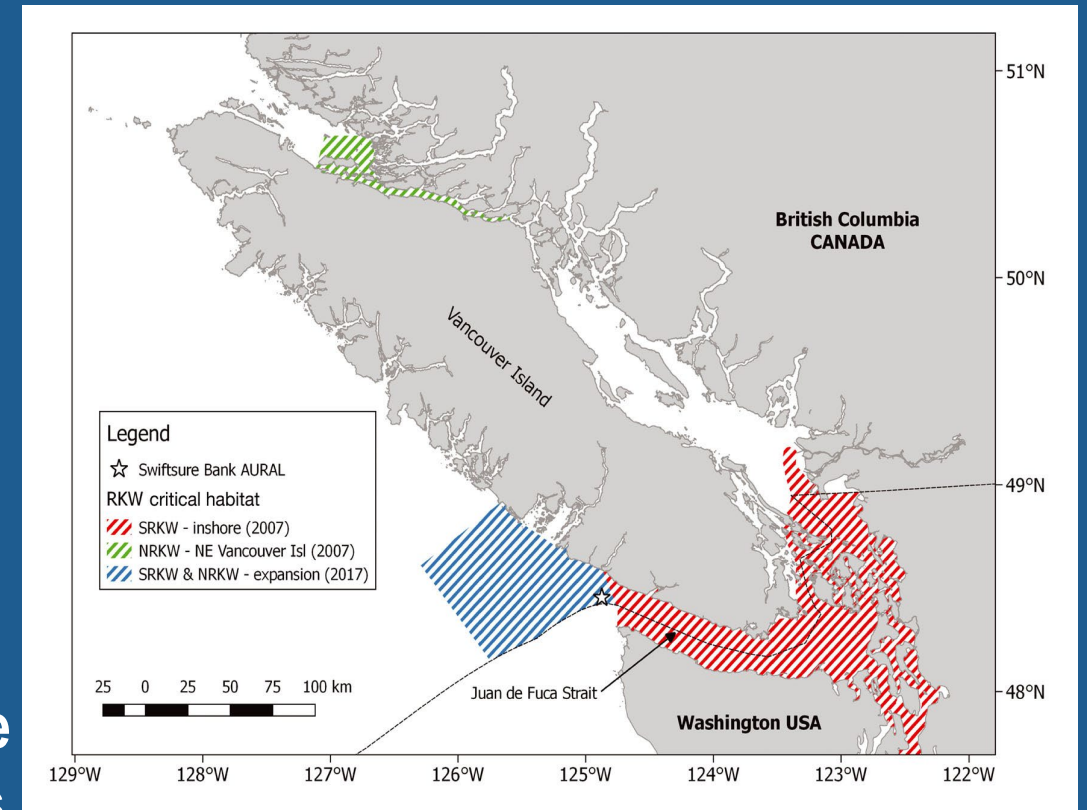 51°N
British Columbia
CANADA
50°N
Vancouver Island
Legend
Swiftsure Bank AURAL
RKW critical habitat
SRKW - inshore (2007)
NRKW - NE Vancouver Isl (2007)
SRKW & NRKW - expansion (2017)
49°N
25 0 25 50 75 100 km
Juan de Fuca Strait
48°N
Washington USA
129°W 128°W 127°W 126°W 125°W 124°W 123°W 122°W
e